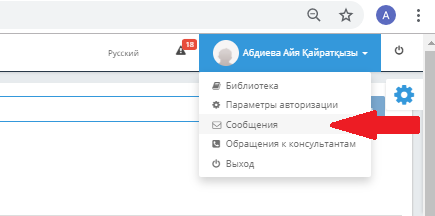 A
Русский
18
Абдиева Айя Қайратқызы
Библиотека
Параметры авторизации
Сообщения
Обращения к консультантам
Выход